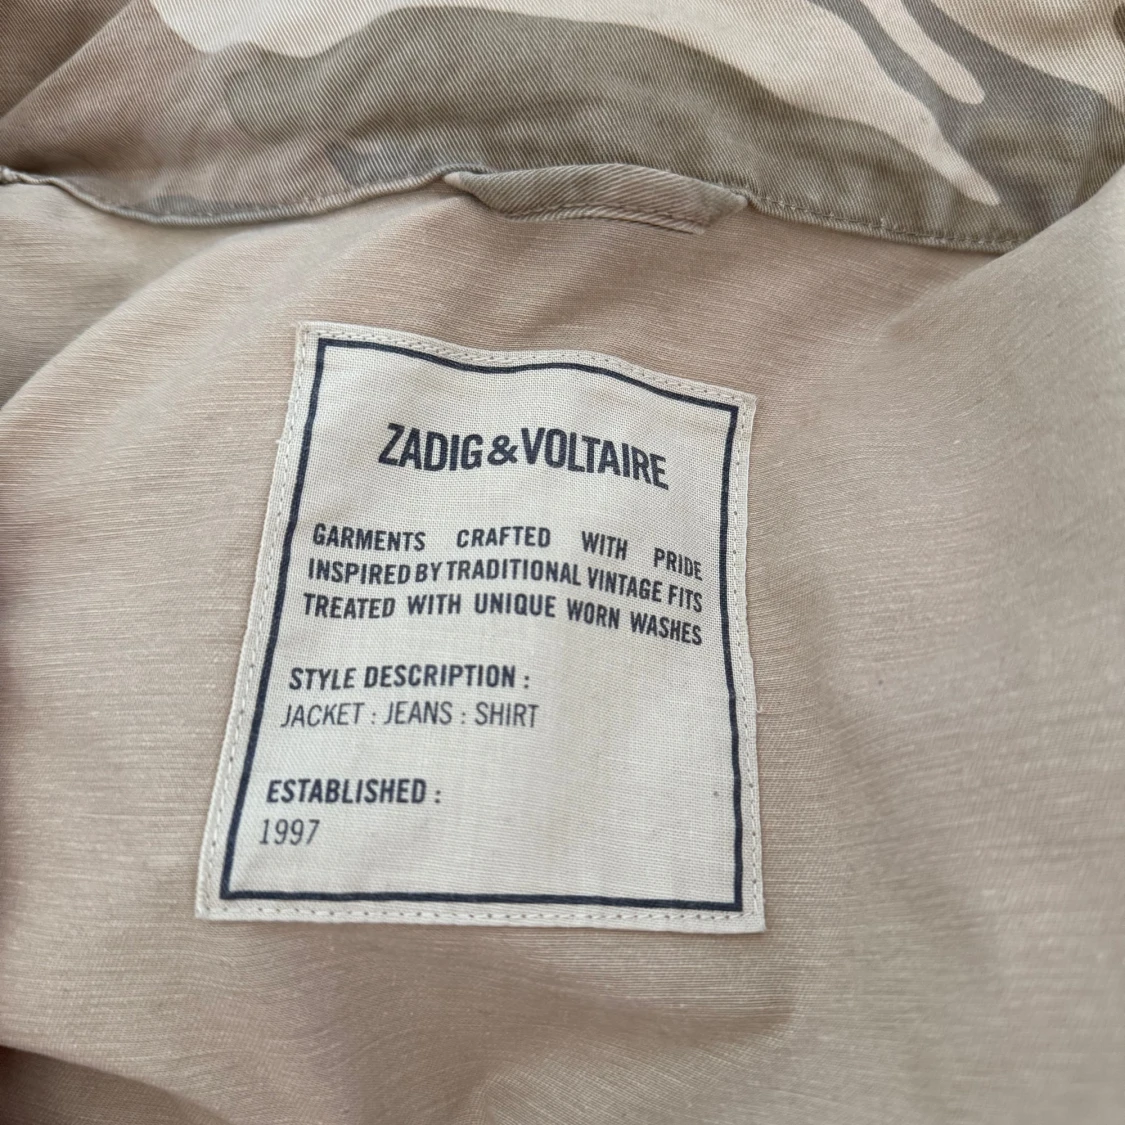 ZADIG&VOLTAIRE
GARMENTS CRAFTED WITH PRIDE
INSPIRED BY TRADITIONAL VINTAGE FITS
TREATED WITH UNIQUE WORN WASHES
STYLE DESCRIPTION :
JACKET : JEANS : SHIRT
ESTABLISHED :
1997